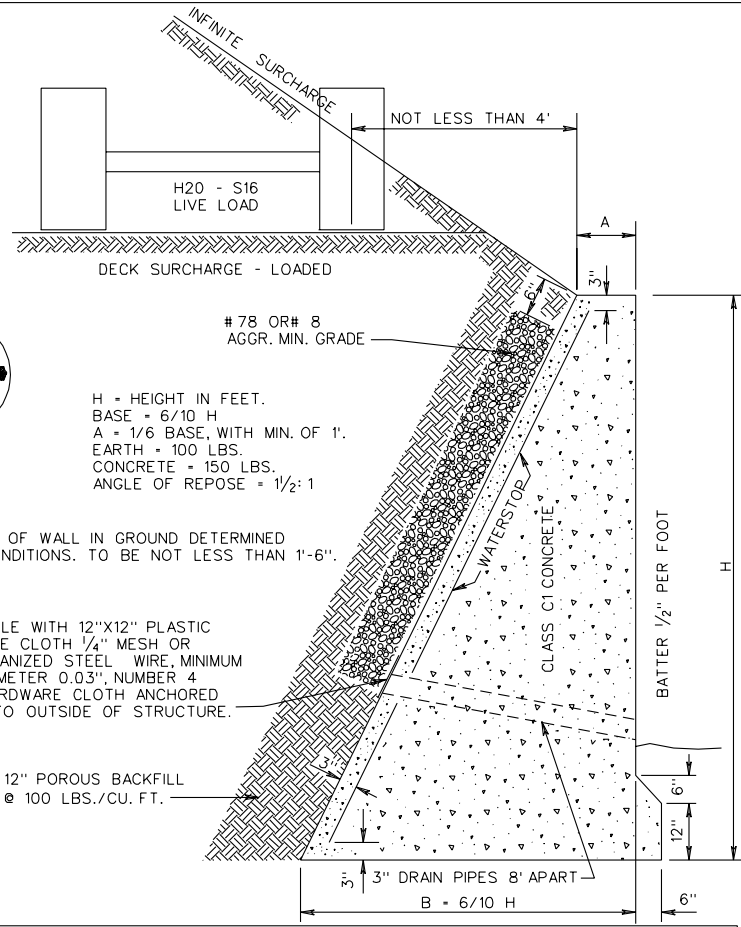 INFINITE SURCHARGE
NOT LESS THAN 4'
H20 - S16
LIVE LOAD
A
DECK SURCHARGE - LOADED
6"
3"
# 78 OR# 8
AGGR. MIN. GRADE
H = HEIGHT IN FEET.
BASE = 6/10 H
A = 1/6 BASE, WITH MIN. OF 1'.
EARTH = 100 LBS.
CONCRETE = 150 LBS.
ANGLE OF REPOSE = 1 1/2: 1
WATERSTOP
CLASS C1 CONCRETE
BATTER 1/2" PER FOOT
H
OF WALL IN GROUND DETERMINED
NDITIONS. TO BE NOT LESS THAN 1'-6".
LE WITH 12"X12" PLASTIC
E CLOTH 1/4" MESH OR
ANIZED STEEL WIRE, MINIMUM
METER 0.03", NUMBER 4
RDWARE CLOTH ANCHORED
TO OUTSIDE OF STRUCTURE.
3"
12" POROUS BACKFILL
@ 100 LBS./CU. FT.
6"
12"
3"
3" DRAIN PIPES 8' APART
B = 6/10 H
6"